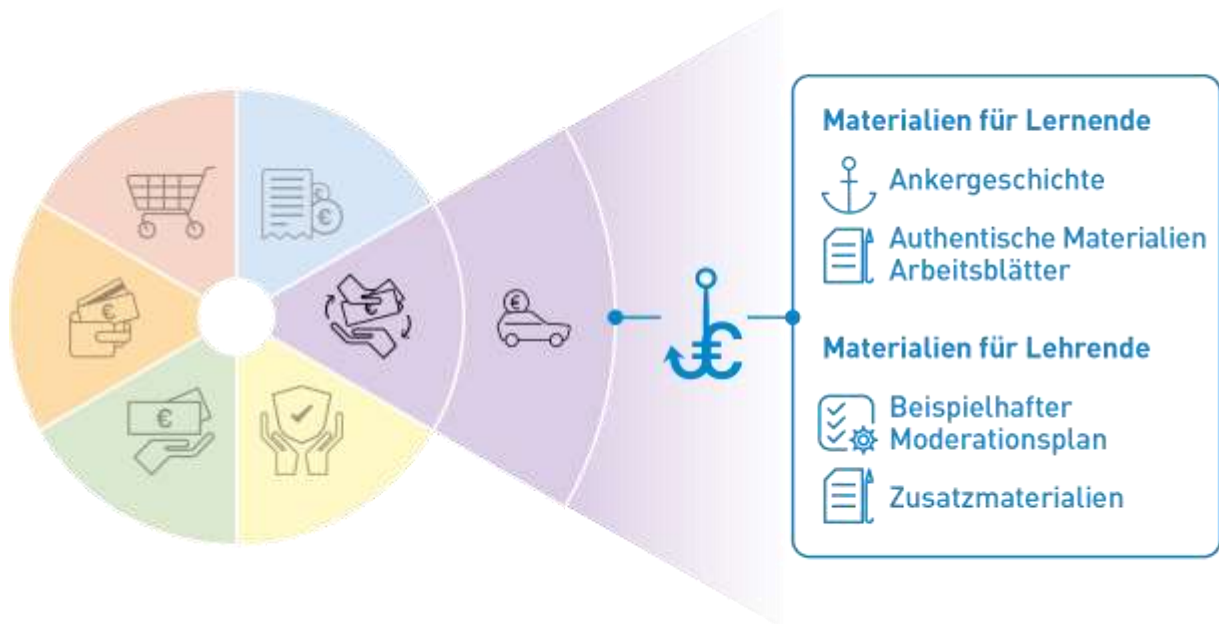 Materialien für Lernende
Ankergeschichte
Authentische Materialien
Arbeitsblätter
Materialien für Lehrende
Beispielhafter
Moderationsplan
Zusatzmaterialien